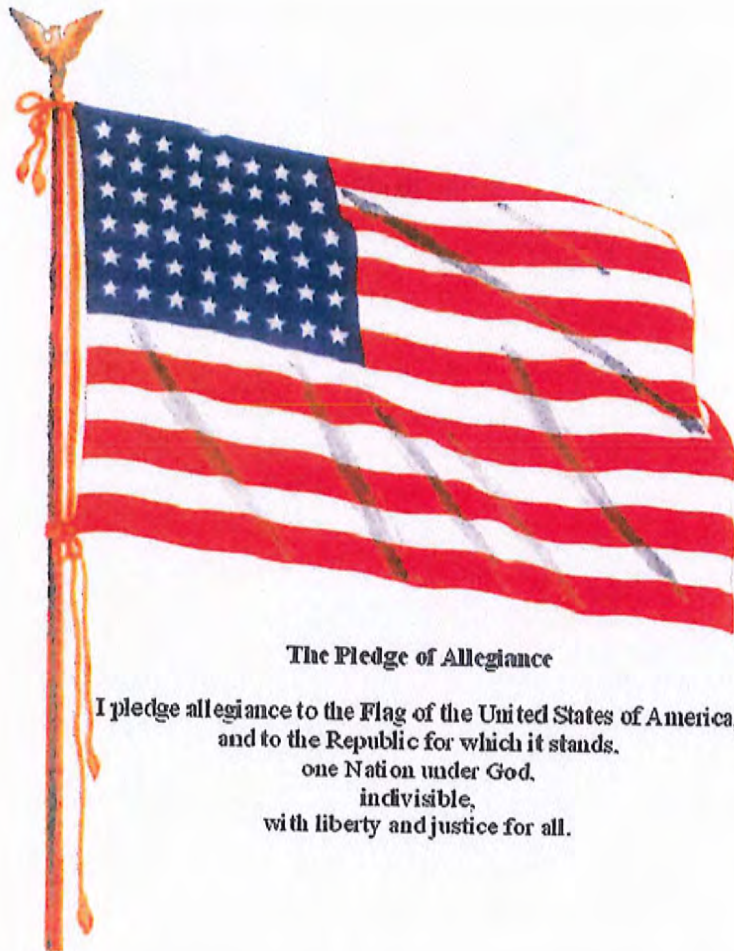 The Pledge of Allegiance
I pledge allegiance to the Flag of the United States of America,
and to the Republic for which it stands,
one Nation under God,
indivisible,
with liberty and justice for all.